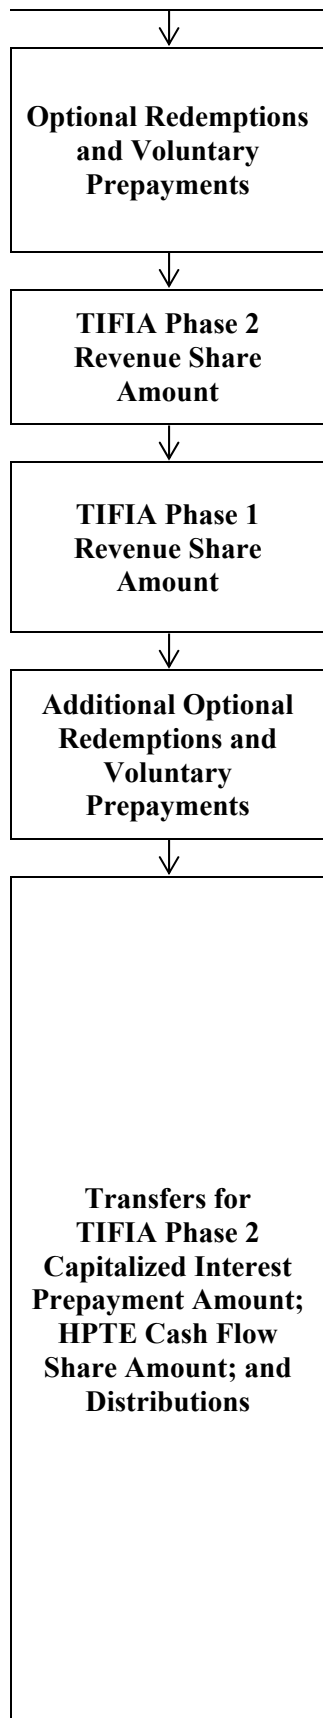 Optional Redemptions
and Voluntary
Prepayments
TIFIA Phase 2
Revenue Share
Amount
TIFIA Phase 1
Revenue Share
Amount
Additional Optional
Redemptions and
Voluntary
Prepayments
Transfers for
TIFIA Phase 2
Capitalized Interest
Prepayment Amount;
HPTE Cash Flow
Share Amount; and
Distributions